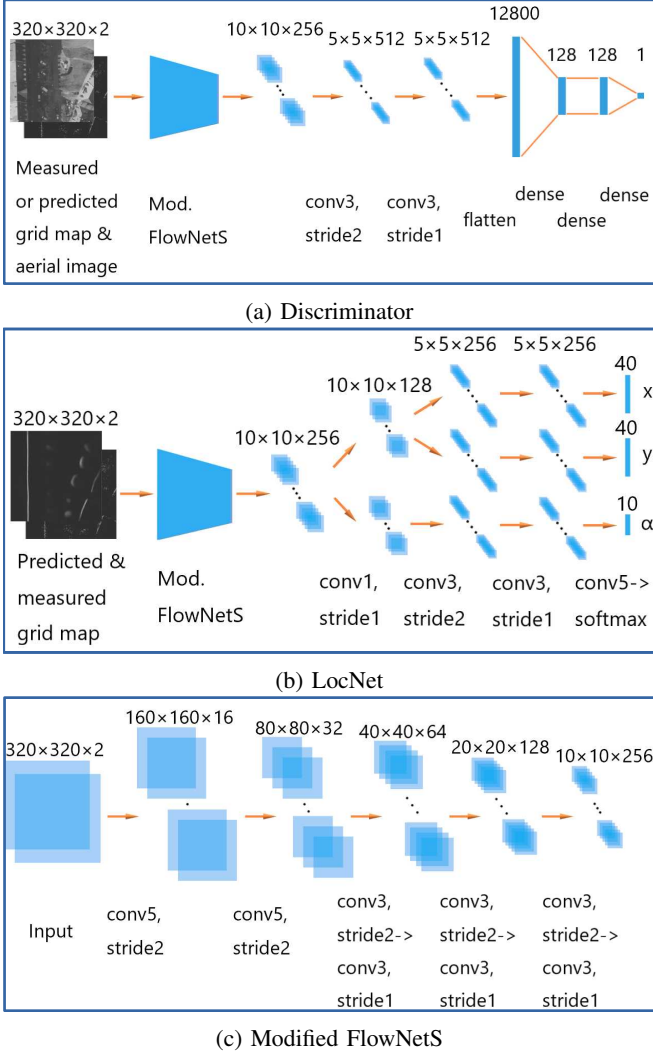 320×320×2
10×10×256
5×5×512
5×5×512
12800
128
128
1
Measured
or predicted
grid map &
aerial image
Mod.
FlowNetS
conv3,
stride2
conv3,
stride1
flatten
dense
dense
dense
(a) Discriminator
320×320×2
10×10×256
10×10×128
5×5×256
5×5×256
40
x
40
y
10
α
Predicted &
measured
grid map
Mod.
FlowNetS
conv1,
stride1
conv3,
stride2
conv3,
stride1
conv5->
softmax
(b) LocNet
320×320×2
160×160×16
80×80×32
40×40×64
20×20×128
10×10×256
Input
conv5,
stride2
conv5,
stride2
conv3,
stride2->
conv3,
stride1
conv3,
stride2->
conv3,
stride1
conv3,
stride2->
conv3,
stride1
(c) Modified FlowNetS